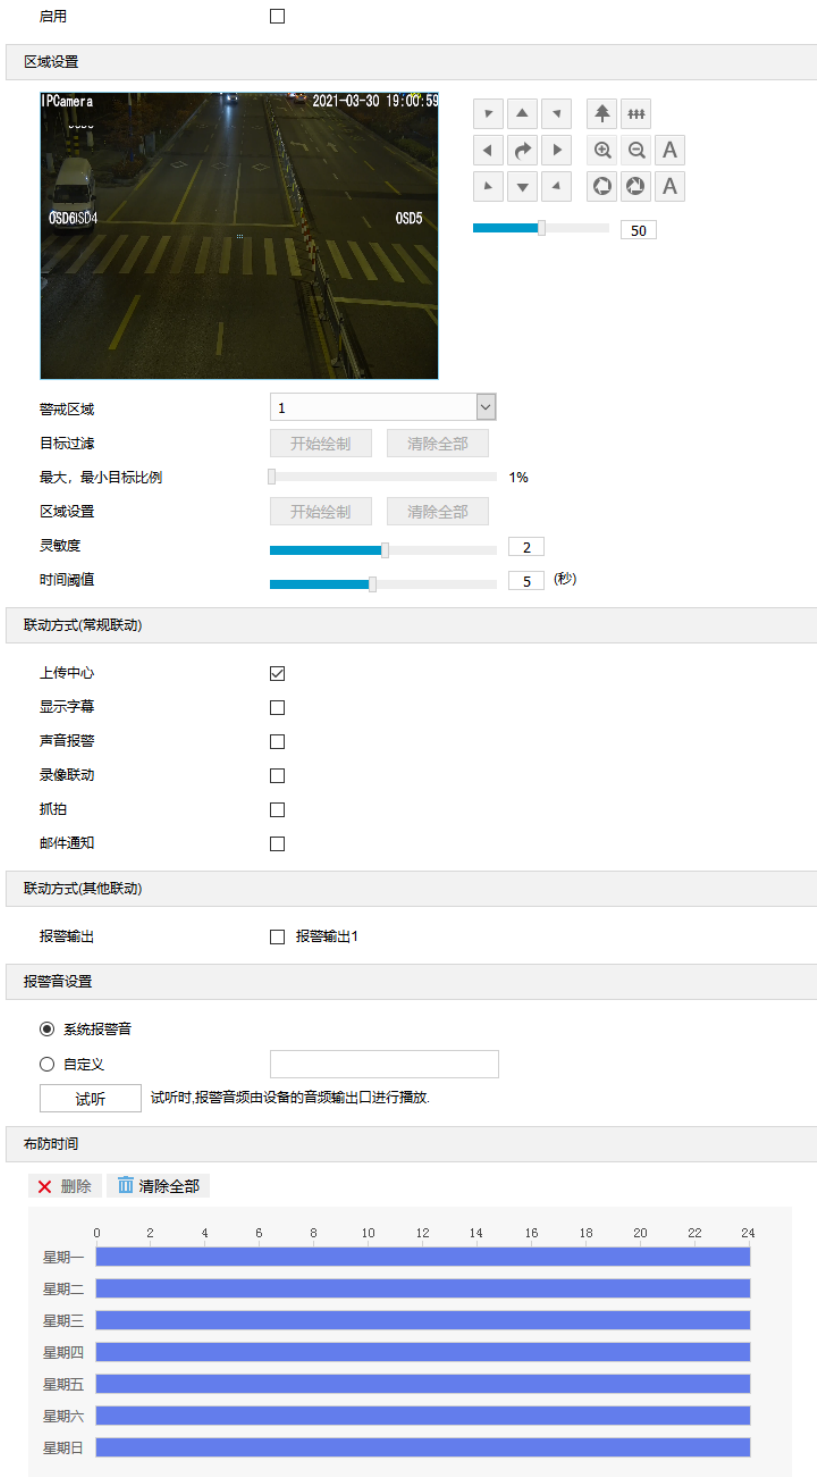 启用
区域设置
IPCamera 2021-03-30 19:00:59
OSD6 OSD5
A
A
50
警戒区域 1
目标过滤 开始绘制 清除全部
最大，最小目标比例 1%
区域设置 开始绘制 清除全部
灵敏度 2
时间阈值 5 (秒)
联动方式(常规联动)
上传中心
显示字幕
声音报警
录像联动
抓拍
邮件通知
联动方式(其他联动)
报警输出 报警输出1
报警音设置
系统报警音
自定义
试听 试听时,报警音频由设备的音频输出口进行播放.
布防时间
删除 清除全部
0 2 4 6 8 10 12 14 16 18 20 22 24
星期一
星期二
星期三
星期四
星期五
星期六
星期日